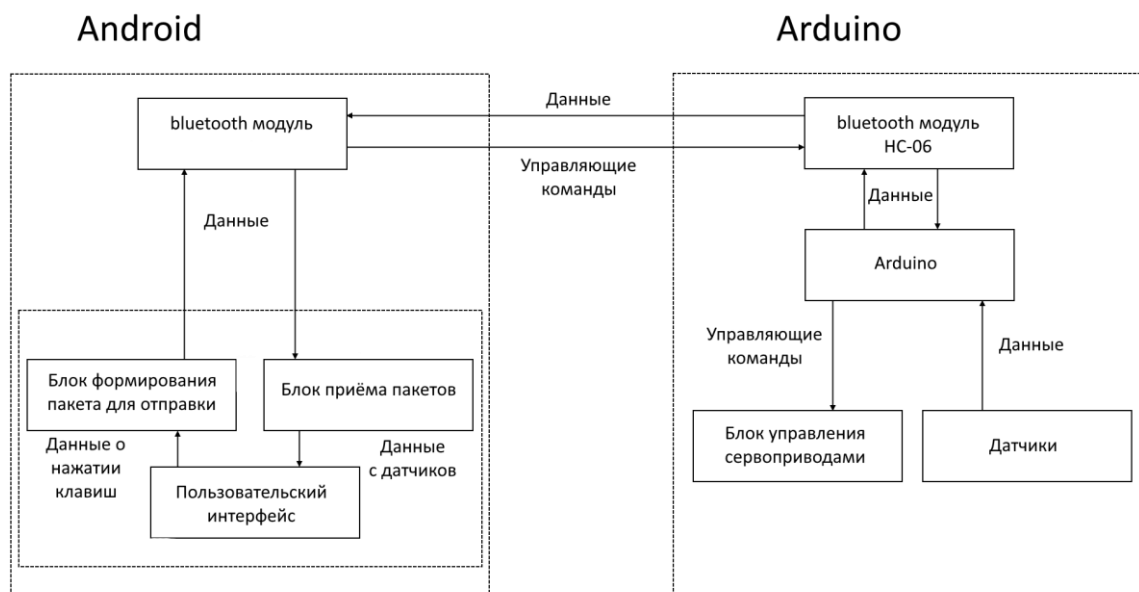 Android
Arduino
bluetooth модуль
Данные
Управляющие
команды
bluetooth модуль
HC-06
Данные
Данные
Arduino
Управляющие
команды
Данные
Блок формирования
пакета для отправки
Блок приёма пакетов
Данные о
нажатии
клавиш
Данные
с датчиков
Пользовательский
интерфейс
Блок управления
сервоприводами
Датчики